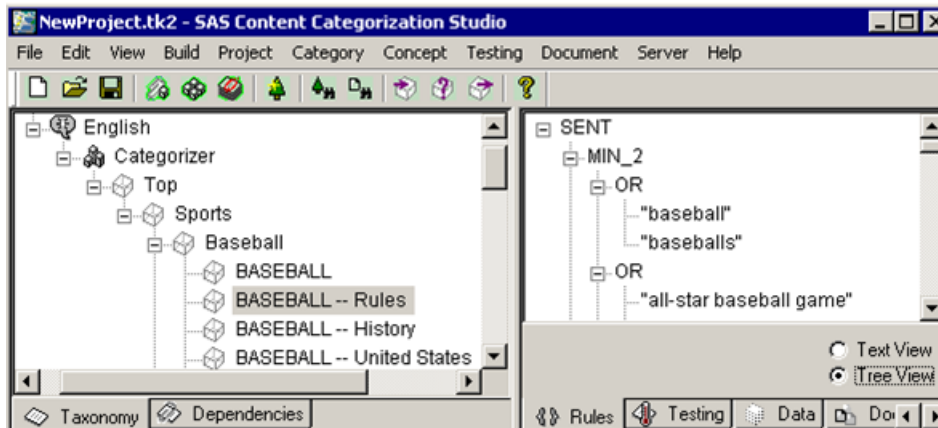 NewProject.tk2 - SAS Content Categorization Studio
File Edit View Build Project Category Concept Testing Document Server Help
English
Categorizer
Top
Sports
Baseball
BASEBALL
BASEBALL -- Rules
BASEBALL -- History
BASEBALL -- United States
Taxonomy Dependencies
SENT
MIN_2
OR
"baseball"
"baseballs"
OR
"all-star baseball game"
Text View
Tree View
Rules Testing Data